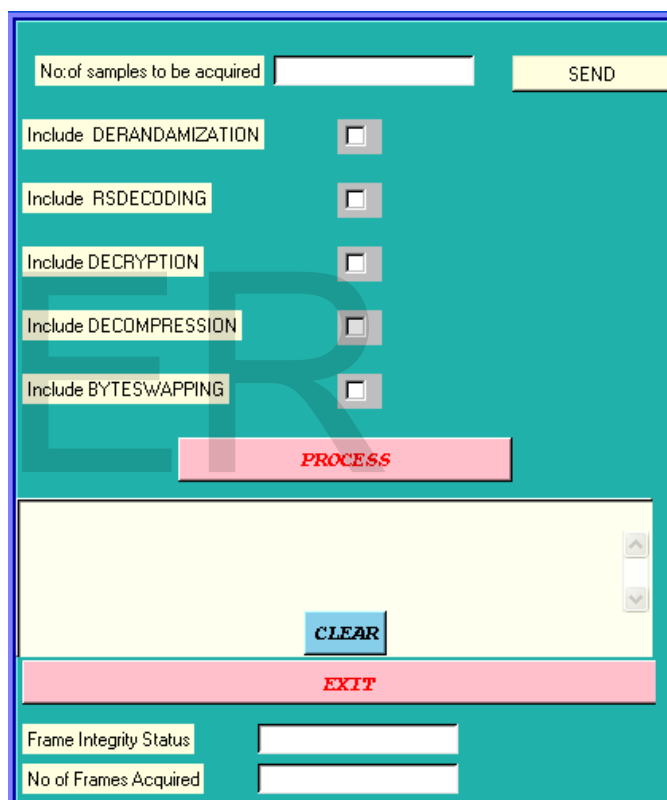 No:of samples to be acquired SEND
Include DERANDAMIZATION
Include RSDECODING
Include DECRYPTION
Include DECOMPRESSION
Include BYTESWAPPING
ER
PROCESS
CLEAR
EXIT
Frame Integrity Status
No of Frames Acquired